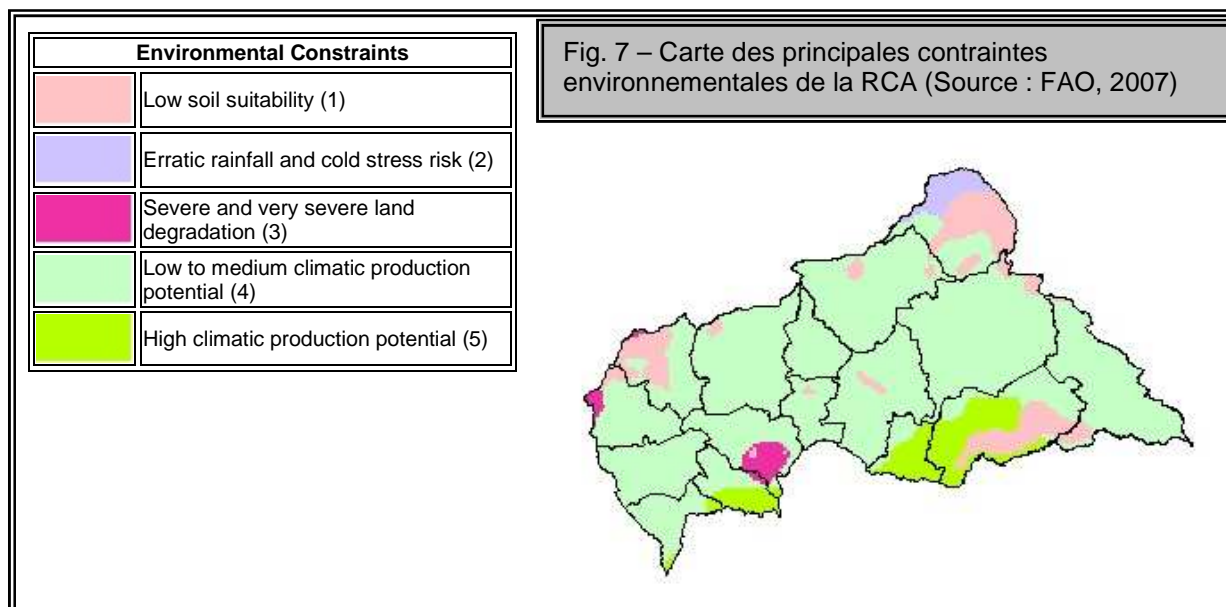 Environmental Constraints
Low soil suitability (1)
Erratic rainfall and cold stress risk (2)
Severe and very severe land
degradation (3)
Low to medium climatic production
potential (4)
High climatic production potential (5)
Fig. 7 – Carte des principales contraintes
environnementales de la RCA (Source : FAO, 2007)